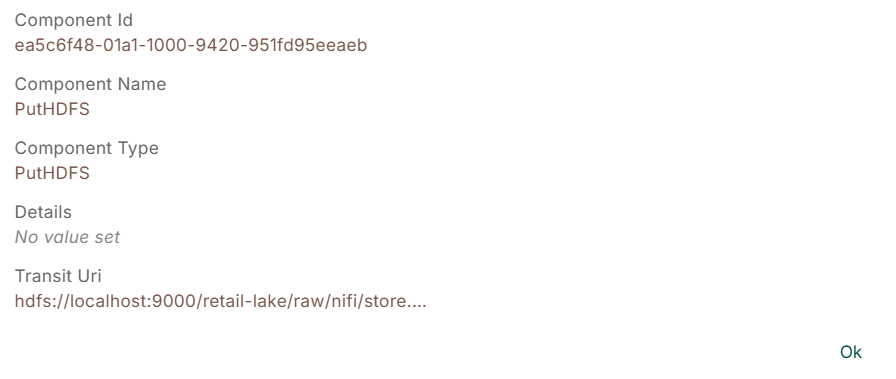 Component Id
ea5c6f48-01a1-1000-9420-951fd95eeaeb
Component Name
PutHDFS
Component Type
PutHDFS
Details
No value set
Transit Uri
hdfs://localhost:9000/retail-lake/raw/nifi/store....
Ok